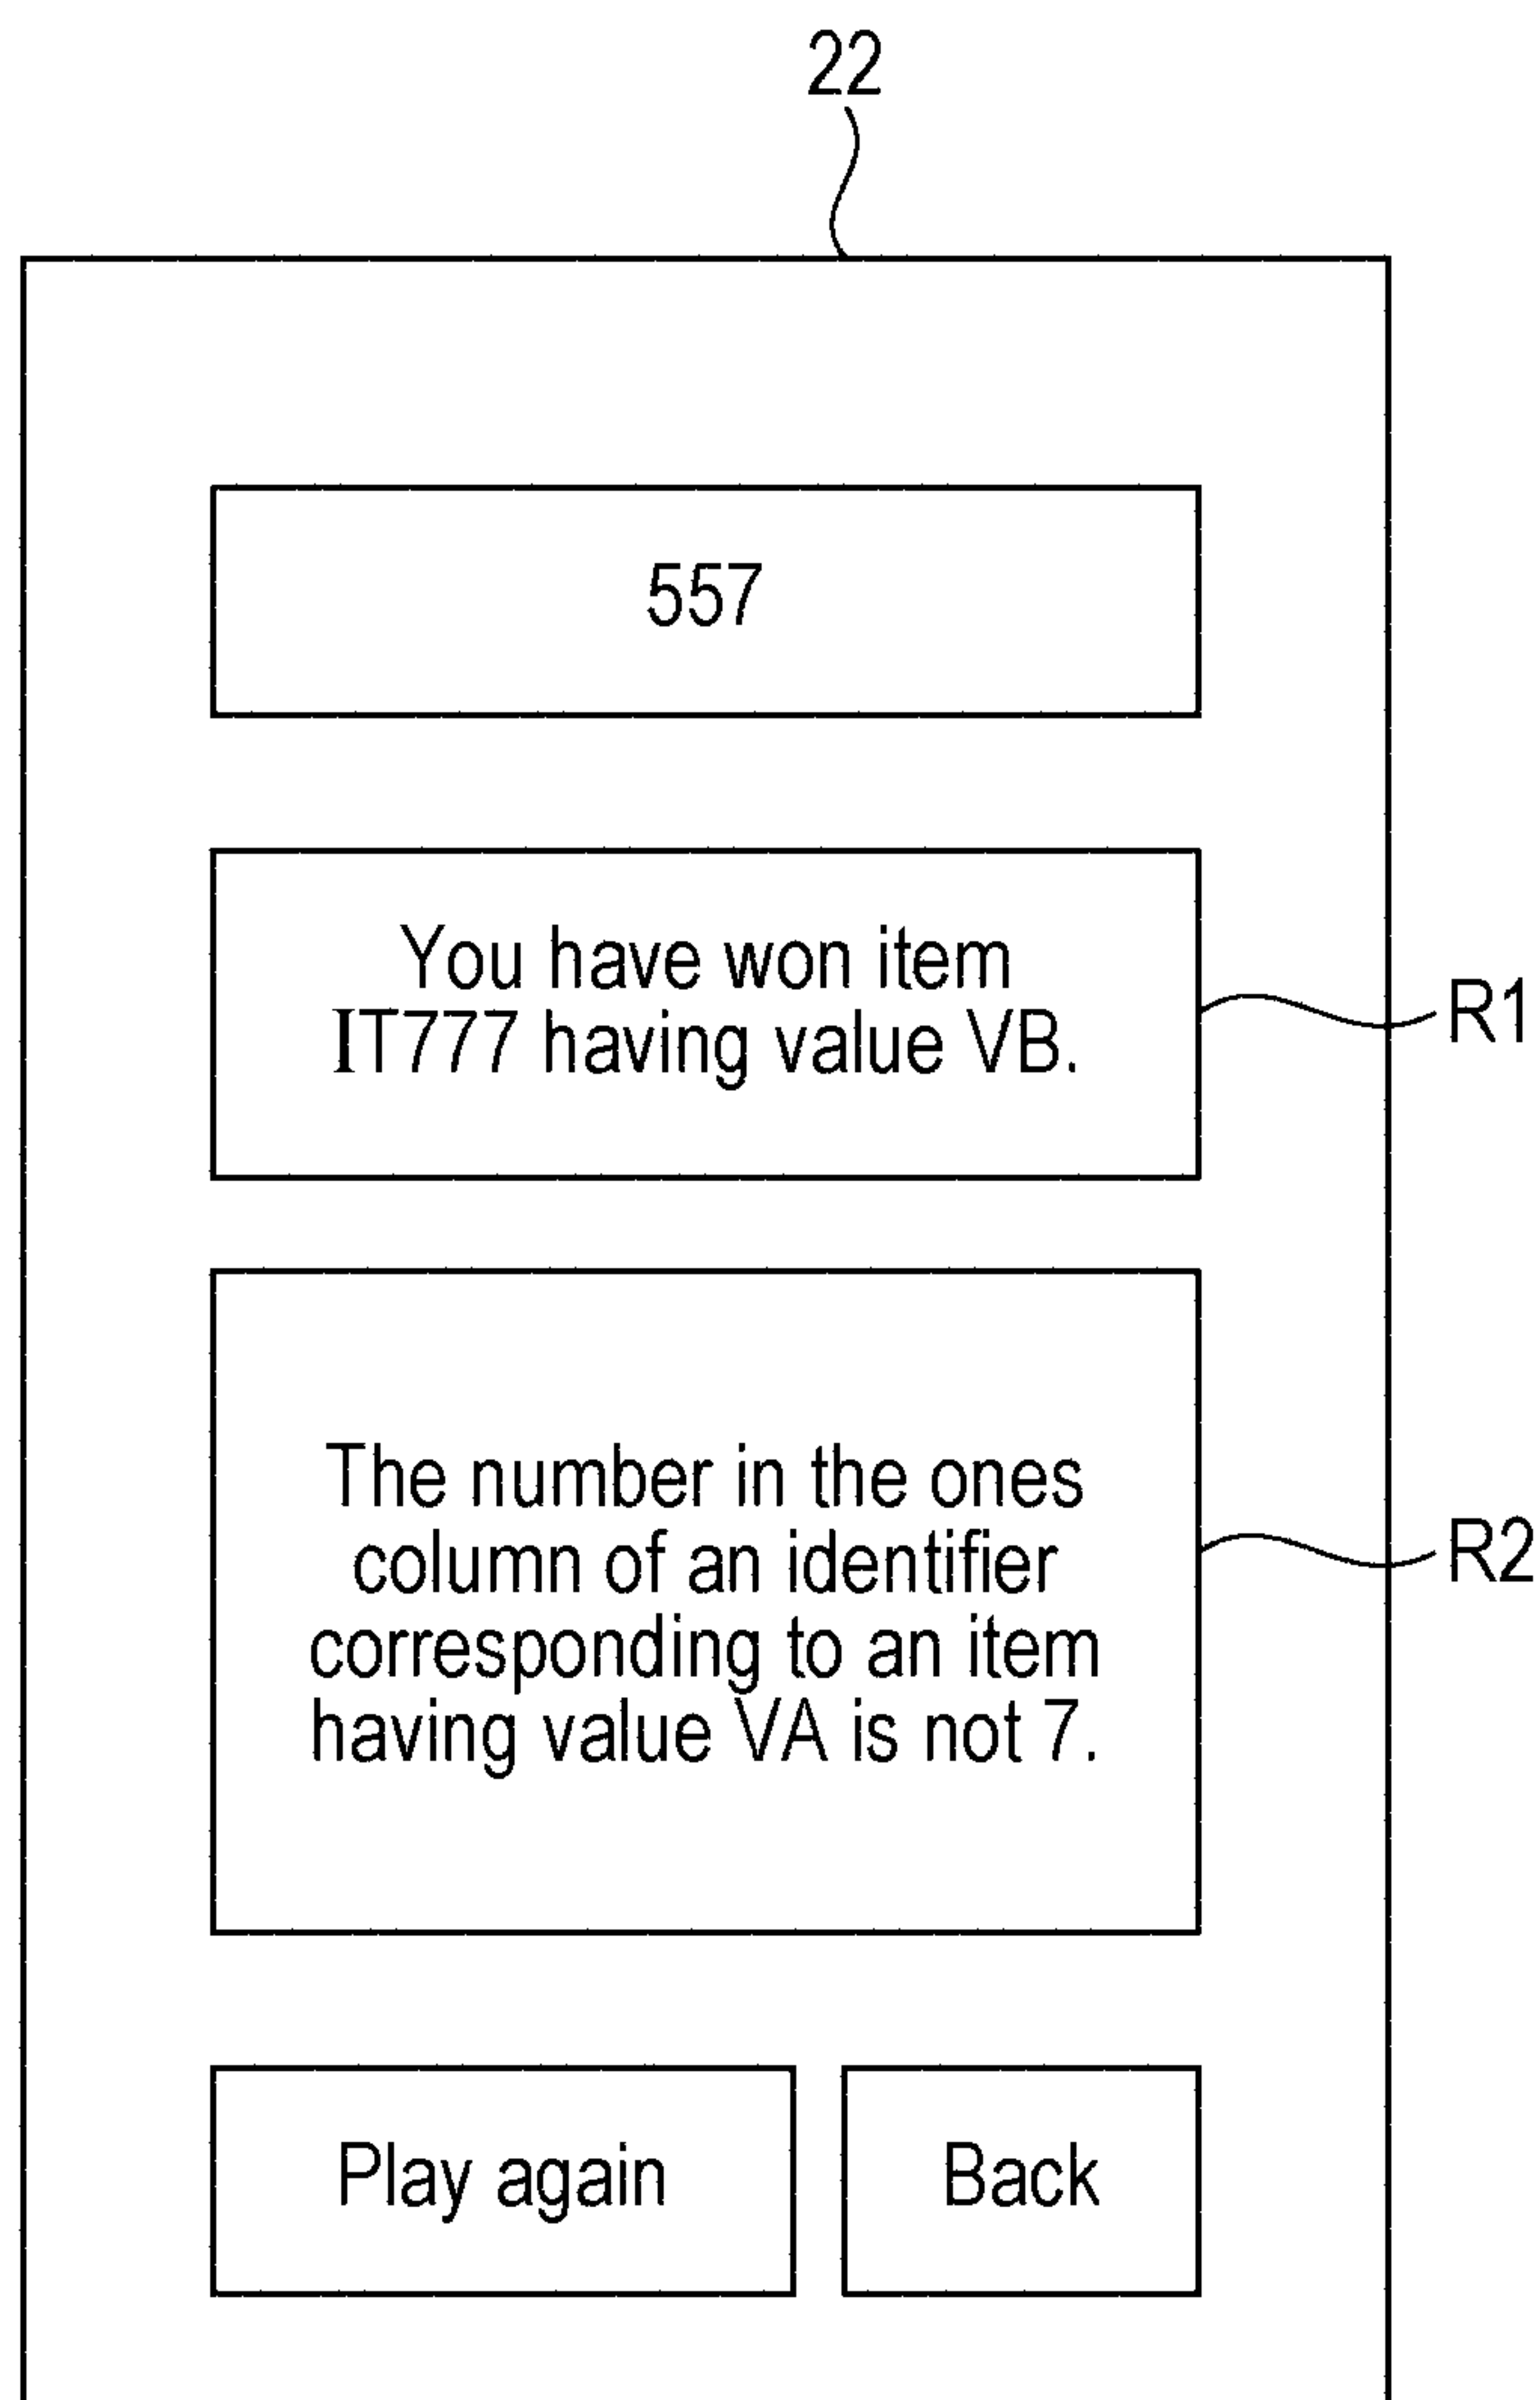 22
557
You have won item
IT777 having value VB.
R1
The number in the ones
column of an identifier
corresponding to an item
having value VA is not 7.
R2
Play again
Back